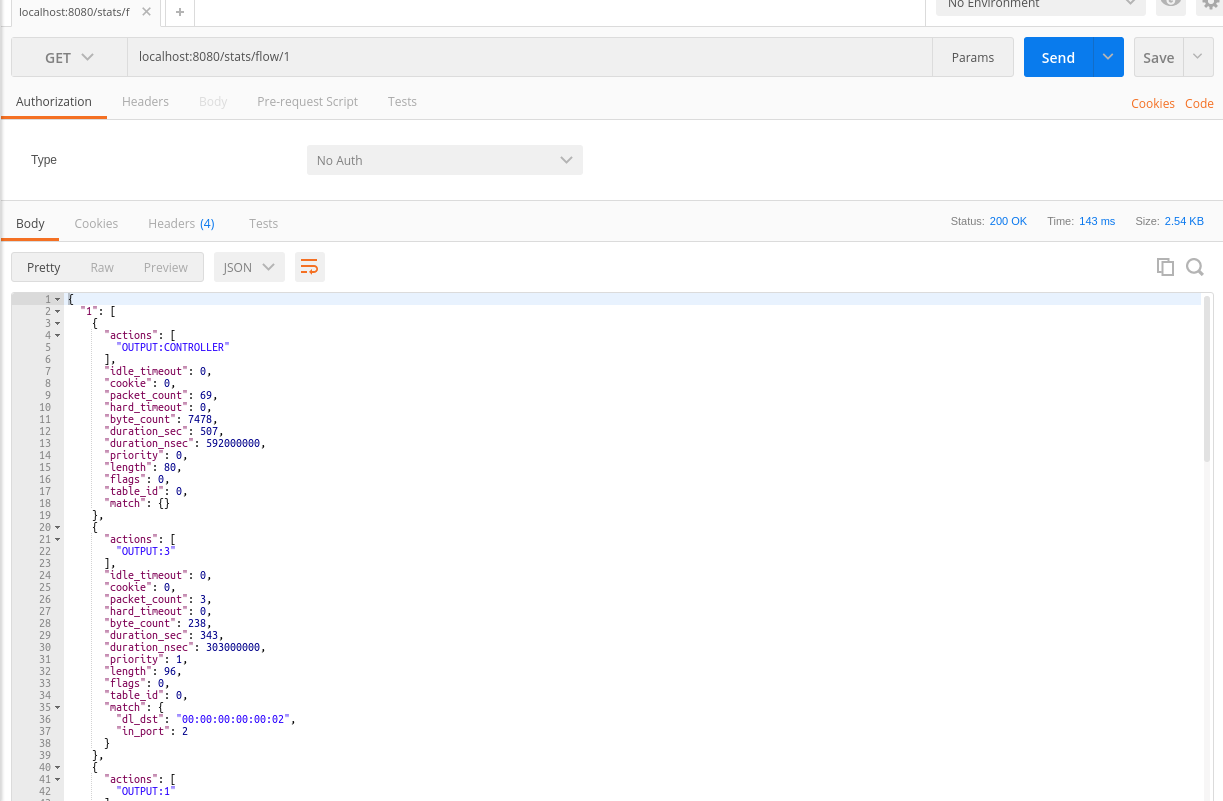 localhost:8080/stats/f
No Environment
GET localhost:8080/stats/flow/1 Params Send Save
Authorization Headers Body Pre-request Script Tests Cookies Code
Type No Auth
Body Cookies Headers (4) Tests Status: 200 OK Time: 143 ms Size: 2.54 KB
Pretty Raw Preview JSON
1 {
2 "1": [
3 {
4 "actions": [
5 "OUTPUT:CONTROLLER"
6 ],
7 "idle_timeout": 0,
8 "cookie": 0,
9 "packet_count": 69,
10 "hard_timeout": 0,
11 "byte_count": 7478,
12 "duration_sec": 507,
13 "duration_nsec": 592000000,
14 "priority": 0,
15 "length": 80,
16 "flags": 0,
17 "table_id": 0,
18 "match": {}
19 },
20 {
21 "actions": [
22 "OUTPUT:3"
23 ],
24 "idle_timeout": 0,
25 "cookie": 0,
26 "packet_count": 3,
27 "hard_timeout": 0,
28 "byte_count": 238,
29 "duration_sec": 343,
30 "duration_nsec": 303000000,
31 "priority": 1,
32 "length": 96,
33 "flags": 0,
34 "table_id": 0,
35 "match": {
36 "dl_dst": "00:00:00:00:00:02",
37 "in_port": 2
38 }
39 },
40 {
41 "actions": [
42 "OUTPUT:1"